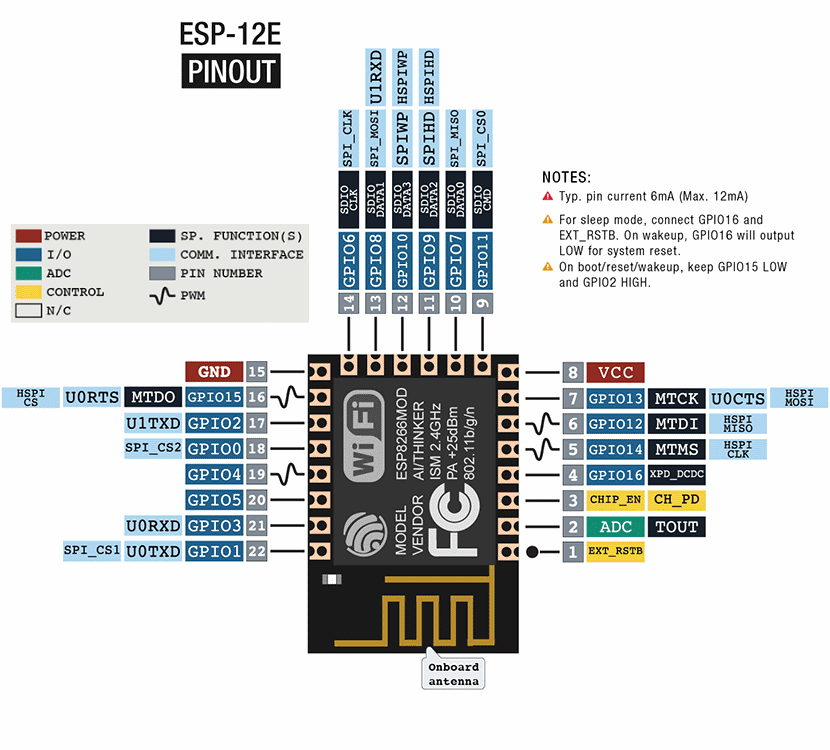 ESP-12E
PINOUT
U1RXD
HSPIWP
HSPIHD
SPI_CLK
SPI_MOSI
SPIWP
SPIHD
SPI_MISO
SPI_CS0
SDIO CLK
SDIO DATA1
SDIO DATA3
SDIO DATA2
SDIO DATA0
SDIO CMD
GPIO6
GPIO8
GPIO10
GPIO9
GPIO7
GPIO11
14
13
12
11
10
9
NOTES:
Typ. pin current 6mA (Max. 12mA)
For sleep mode, connect GPIO16 and
EXT_RSTB. On wakeup, GPIO16 will output
LOW for system reset.
On boot/reset/wakeup, keep GPIO15 LOW
and GPIO2 HIGH.
POWER
I/O
ADC
CONTROL
N/C
SP. FUNCTION(S)
COMM. INTERFACE
PIN NUMBER
PWM
GND 15
HSPI CS U0RTS MTDO GPIO15 16
U1TXD GPIO2 17
SPI_CS2 GPIO0 18
GPIO4 19
GPIO5 20
U0RXD GPIO3 21
SPI_CS1 U0TXD GPIO1 22
WiFi
ESP8266MOD
AI/THINKER
ISM 2.4GHz
PA +25dBm
802.11b/g/n
MODEL
VENDOR
FC
8 VCC
7 GPIO13 MTCK U0CTS HSPI MOSI
6 GPIO12 MTDI HSPI MISO
5 GPIO14 MTMS HSPI CLK
4 GPIO16 XPD_DCDC
3 CHIP_EN CH_PD
2 ADC TOUT
1 EXT_RSTB
Onboard
antenna